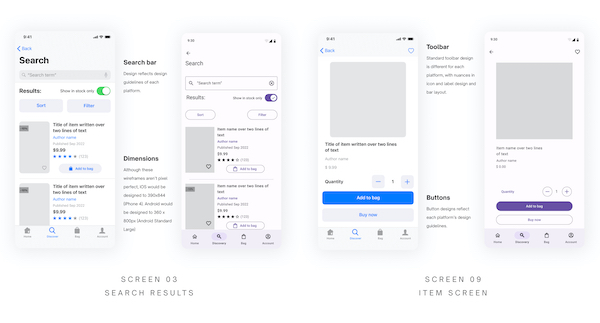 9:41
Back
Search
"Search term"
Results:
Show in stock only
Sort
Filter
Title of item written over two
lines of text
Author name
Published Sep 2022
$9.99
(123)
Add to bag
Title of item written over two
lines of text
Author name
Published Sep 2022
$9.99
(123)
Home
Discover
Bag
Account
Search bar
Design reflects design
guidelines of each
platform
Dimensions
Although these
wireframes aren't pixel
perfect, iOS would be
designed to 390x844
(iPhone 14). Android would
be designed to 360 x
800px (Android Standard
Large)
9:30
Search
"Search term"
Results:
Show in stock only
Sort
Filter
Item name over two lines of
text
Author name
Published Sep 2022
$9.99
(123)
Add to bag
Item name over two lines of
text
Author name
Published Sep 2022
$9.99
(123)
Add to bag
Home
Discovery
Bag
Account
SCREEN 03
SEARCH RESULTS
9:41
Back
Title of item written over two lines
of text
Author name
$ 9.99
Quantity
1
Add to bag
Buy now
Home
Discover
Bag
Account
Toolbar
Standard toolbar design
is different for each
platform, with nuances in
icon and label design and
bar layout
Buttons
Button designs reflect
each platform's design
guidelines.
9:30
Item name over two lines
of text
Author name
$ 9.99
Quantity
1
Add to bag
Buy now
Home
Discovery
Bag
Account
SCREEN 09
ITEM SCREEN